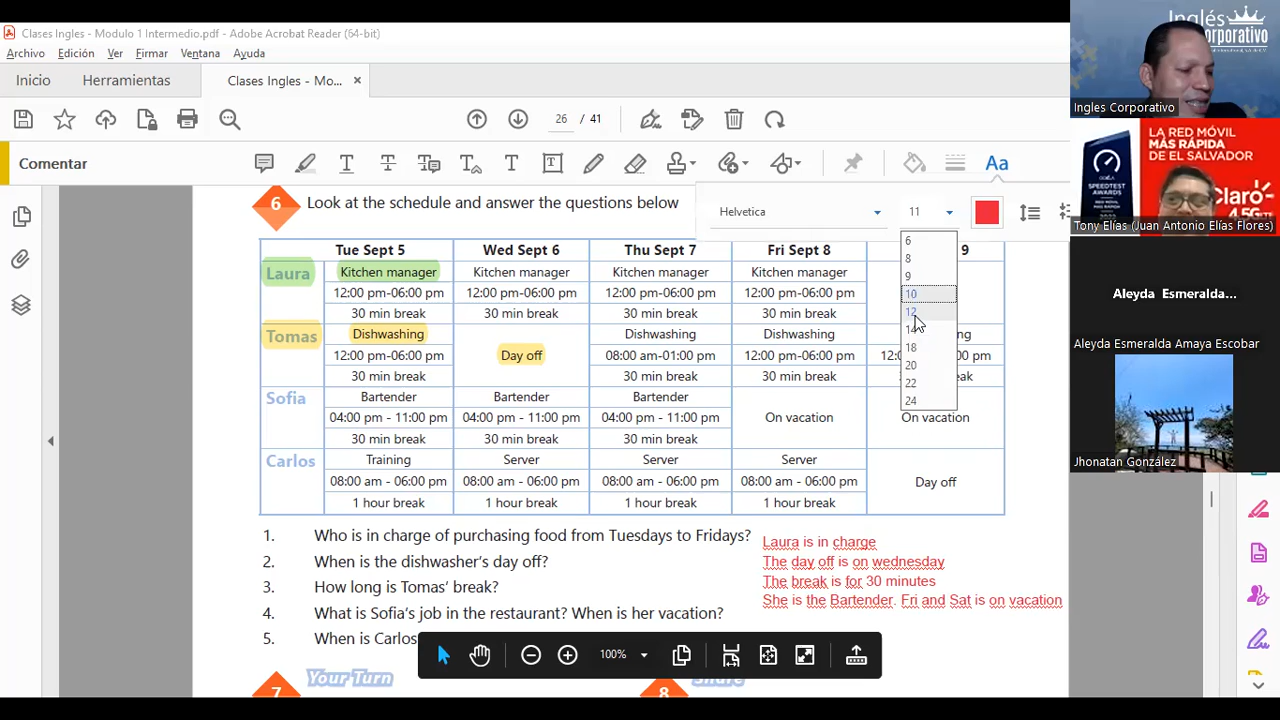 Clases Ingles - Modulo 1 Intermedio.pdf - Adobe Acrobat Reader (64-bit)
Archivo Edición Ver Firmar Ventana Ayuda
Inicio Herramientas Clases Ingles - Mo... ×
26 / 41
Comentar
Aa
Helvetica 11
6
8
9
10
12
14
18
20
22
24
6 Look at the schedule and answer the questions below
Tue Sept 5 Wed Sept 6 Thu Sept 7 Fri Sept 8 9
Laura Kitchen manager Kitchen manager Kitchen manager Kitchen manager
12:00 pm-06:00 pm 12:00 pm-06:00 pm 12:00 pm-06:00 pm 12:00 pm-06:00 pm
30 min break 30 min break 30 min break 30 min break
Tomas Dishwashing Day off Dishwashing Dishwashing
12:00 pm-06:00 pm 08:00 am-01:00 pm 12:00 pm-06:00 pm pm
30 min break 30 min break 30 min break
Sofia Bartender Bartender Bartender On vacation On vacation
04:00 pm - 11:00 pm 04:00 pm - 11:00 pm 04:00 pm - 11:00 pm
30 min break 30 min break 30 min break
Carlos Training Server Server Server Day off
08:00 am - 06:00 pm 08:00 am - 06:00 pm 08:00 am - 06:00 pm 08:00 am - 06:00 pm
1 hour break 1 hour break 1 hour break 1 hour break
1. Who is in charge of purchasing food from Tuesdays to Fridays? Laura is in charge
2. When is the dishwasher's day off? The day off is on wednesday
3. How long is Tomas' break? The break is for 30 minutes
4. What is Sofia's job in the restaurant? When is her vacation? She is the Bartender. Fri and Sat is on vacation
5. When is Carlos
100%
7 Your Turn 8 Share
Inglés
Corporativo
Ingles Corporativo
SPEEDTEST
AWARDS
LA RED MÓVIL
MÁS RÁPIDA
DE EL SALVADOR
Claro
4.5G
Tony Elías (Juan Antonio Elías Flores)
Aleyda Esmeralda...
Aleyda Esmeralda Amaya Escobar
Jhonatan González